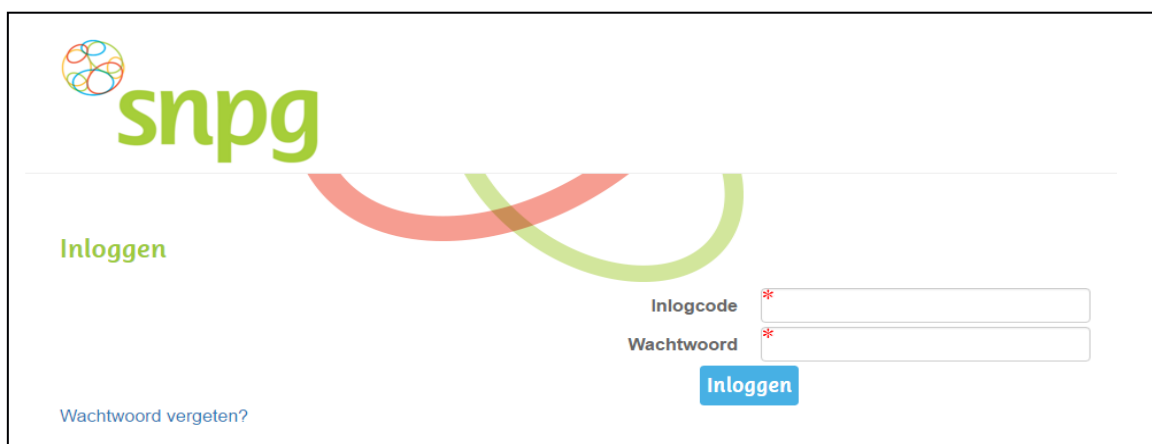 snpg
Inloggen
Inlogcode *
Wachtwoord *
Inloggen
Wachtwoord vergeten?